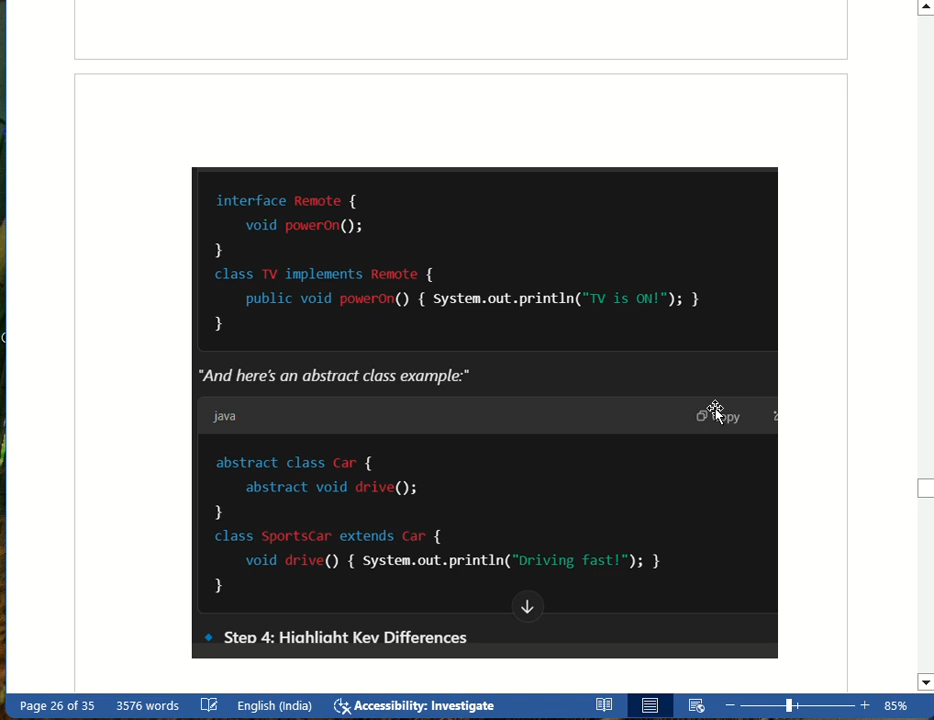 interface Remote {
void powerOn();
}
class TV implements Remote {
public void powerOn() { System.out.println("TV is ON!"); }
}
"And here's an abstract class example:"
java
abstract class Car {
abstract void drive();
}
class SportsCar extends Car {
void drive() { System.out.println("Driving fast!"); }
}
Step 4: Highlight Key Differences
Page 26 of 35 3576 words English (India) Accessibility: Investigate 85%